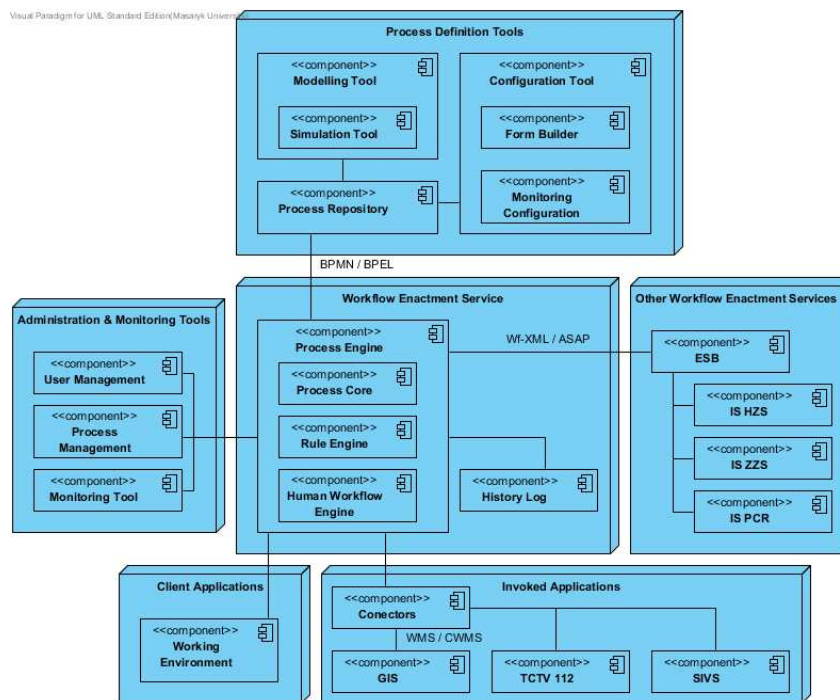 Visual Paradigm for UML Standard Edition(Masaryk University)
Process Definition Tools
<<component>>
Modelling Tool
<<component>>
Simulation Tool
<<component>>
Process Repository
<<component>>
Configuration Tool
<<component>>
Form Builder
<<component>>
Monitoring
Configuration
BPMN / BPEL
Administration & Monitoring Tools
<<component>>
User Management
<<component>>
Process
Management
<<component>>
Monitoring Tool
Workflow Enactment Service
<<component>>
Process Engine
<<component>>
Process Core
<<component>>
Rule Engine
<<component>>
Human Workflow
Engine
<<component>>
History Log
Wf-XML / ASAP
Other Workflow Enactment Services
<<component>>
ESB
<<component>>
IS HZS
<<component>>
IS ZZS
<<component>>
IS PCR
Client Applications
<<component>>
Working
Environment
Invoked Applications
<<component>>
Conectors
WMS / CWMS
<<component>>
GIS
<<component>>
TCTV 112
<<component>>
SIVS